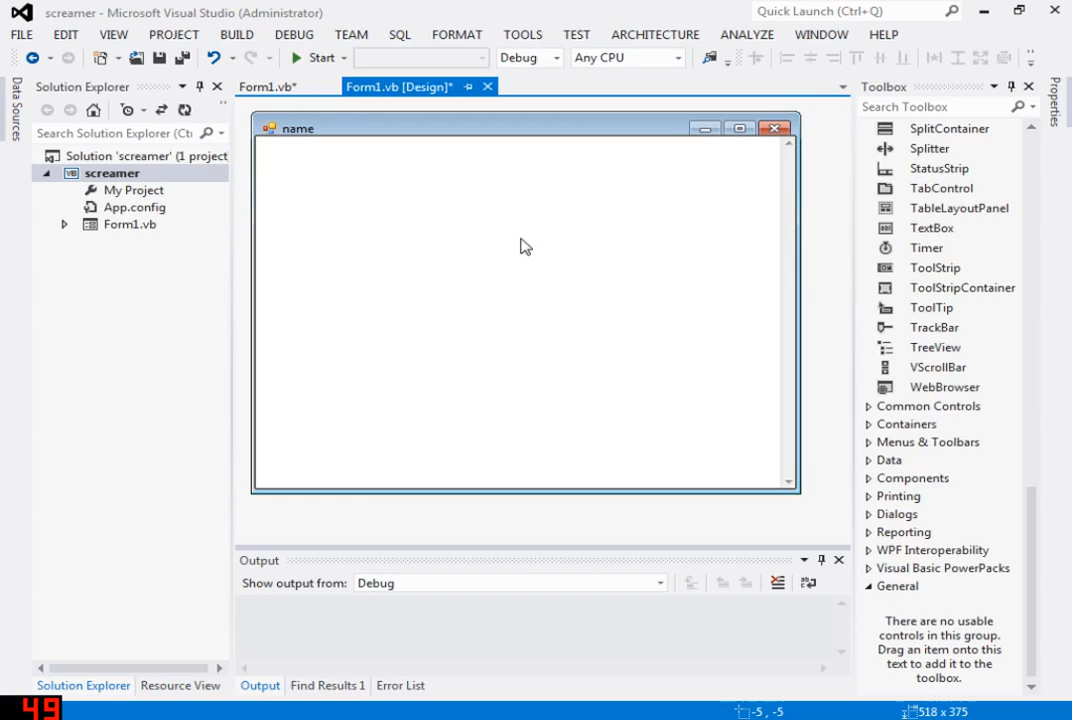 screamer - Microsoft Visual Studio (Administrator)
Quick Launch (Ctrl+Q)
FILE EDIT VIEW PROJECT BUILD DEBUG TEAM SQL FORMAT TOOLS TEST ARCHITECTURE ANALYZE WINDOW HELP
Start Debug Any CPU
Data Sources
Solution Explorer
Search Solution Explorer (Ctrl
Solution 'screamer' (1 project)
VB screamer
My Project
App.config
Form1.vb
Form1.vb* Form1.vb [Design]*
name
Output
Show output from: Debug
Toolbox
Search Toolbox
SplitContainer
Splitter
StatusStrip
TabControl
TableLayoutPanel
TextBox
Timer
ToolStrip
ToolStripContainer
ToolTip
TrackBar
TreeView
VScrollBar
WebBrowser
Common Controls
Containers
Menus & Toolbars
Data
Components
Printing
Dialogs
Reporting
WPF Interoperability
Visual Basic PowerPacks
General
There are no usable
controls in this group.
Drag an item onto this
text to add it to the
toolbox.
Properties
Solution Explorer Resource View
Output Find Results 1 Error List
49
-5 , -5
518 x 375